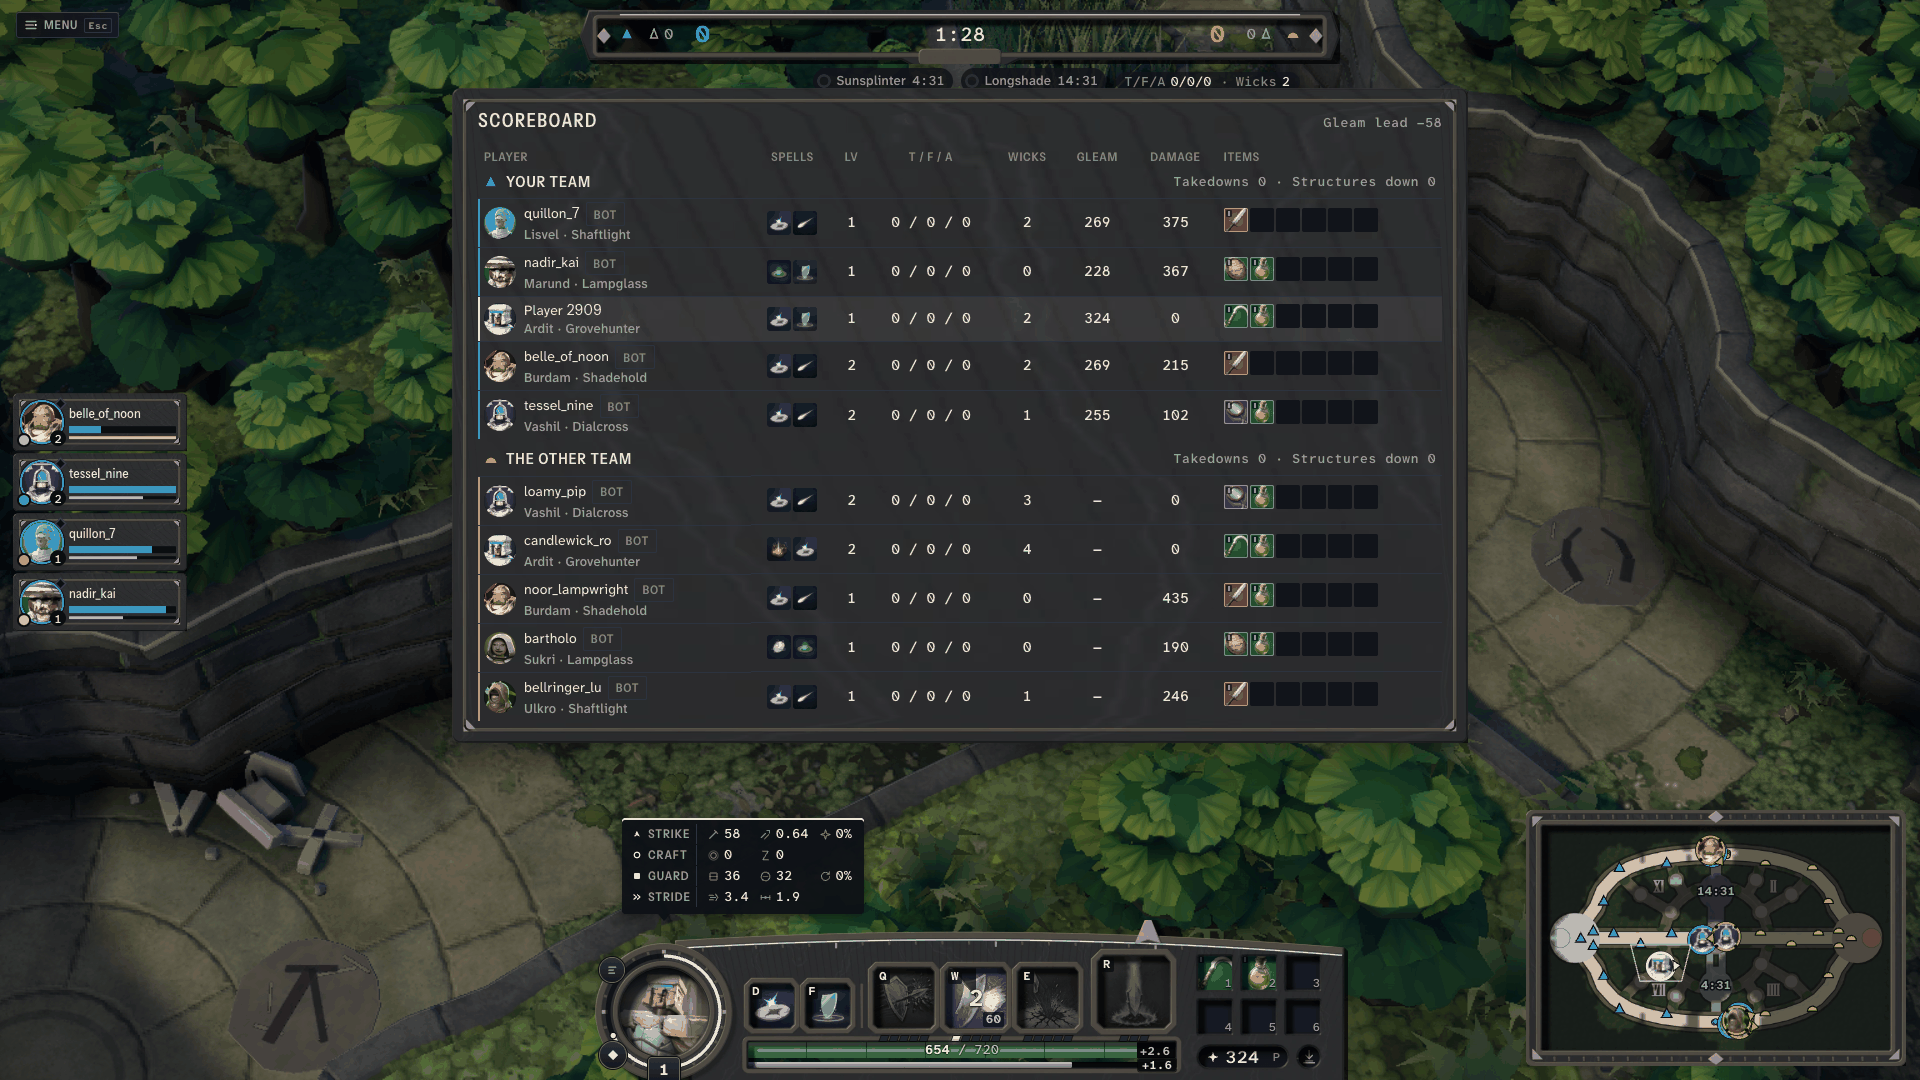 MENU Esc
0 0 1:28 0 0
Sunsplinter 4:31 Longshade 14:31 T/F/A 0/0/0 · Wicks 2
SCOREBOARD
Gleam lead −58
PLAYER SPELLS LV T / F / A WICKS GLEAM DAMAGE ITEMS
YOUR TEAM Takedowns 0 · Structures down 0
quillon_7 BOT
Lisvel · Shaftlight
1 0 / 0 / 0 2 269 375
nadir_kai BOT
Marund · Lampglass
1 0 / 0 / 0 0 228 367
Player 2909
Ardit · Grovehunter
1 0 / 0 / 0 2 324 0
belle_of_noon BOT
Burdam · Shadehold
2 0 / 0 / 0 2 269 215
tessel_nine BOT
Vashil · Dialcross
2 0 / 0 / 0 1 255 102
THE OTHER TEAM Takedowns 0 · Structures down 0
loamy_pip BOT
Vashil · Dialcross
2 0 / 0 / 0 3 — 0
candlewick_ro BOT
Ardit · Grovehunter
2 0 / 0 / 0 4 — 0
noor_lampwright BOT
Burdam · Shadehold
1 0 / 0 / 0 0 — 435
bartholo BOT
Sukri · Lampglass
1 0 / 0 / 0 0 — 190
bellringer_lu BOT
Ulkro · Shaftlight
1 0 / 0 / 0 1 — 246
belle_of_noon
2
tessel_nine
2
quillon_7
1
nadir_kai
1
STRIKE 58 0.64 0%
CRAFT 0 0
GUARD 36 32 0%
STRIDE 3.4 1.9
D F Q W E R
2
60
1 2 3
4 5 6
654 / 720
+2.6
+1.6
324 P
1
XI II
14:31
VII IIII
4:31